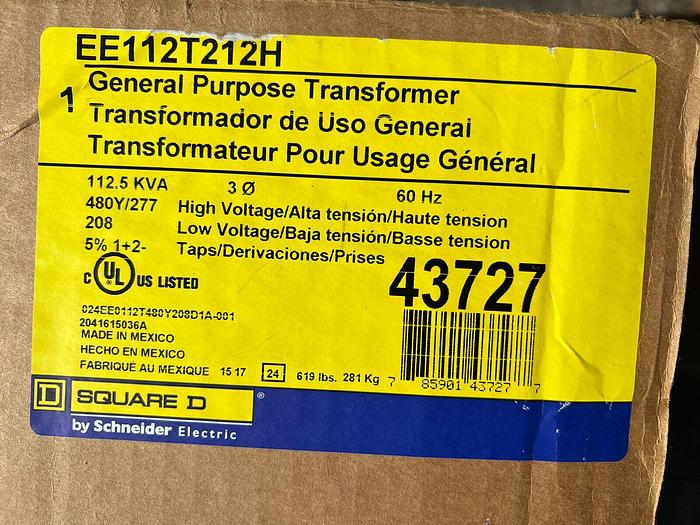 EE112T212H
1
General Purpose Transformer
Transformador de Uso General
Transformateur Pour Usage Général
112.5 KVA 3 Ø 60 Hz
480Y/277 High Voltage/Alta tensión/Haute tension
208 Low Voltage/Baja tensión/Basse tension
5% 1+2- Taps/Derivaciones/Prises
43727
C UL ® US LISTED
024EE0112T480Y208D1A-001
2041615036A
MADE IN MEXICO
HECHO EN MEXICO
FABRIQUÉ AU MEXIQUE 15 17 24 619 lbs. 281 Kg
7 85901 43727 7
D SQUARE D ®
by Schneider Electric